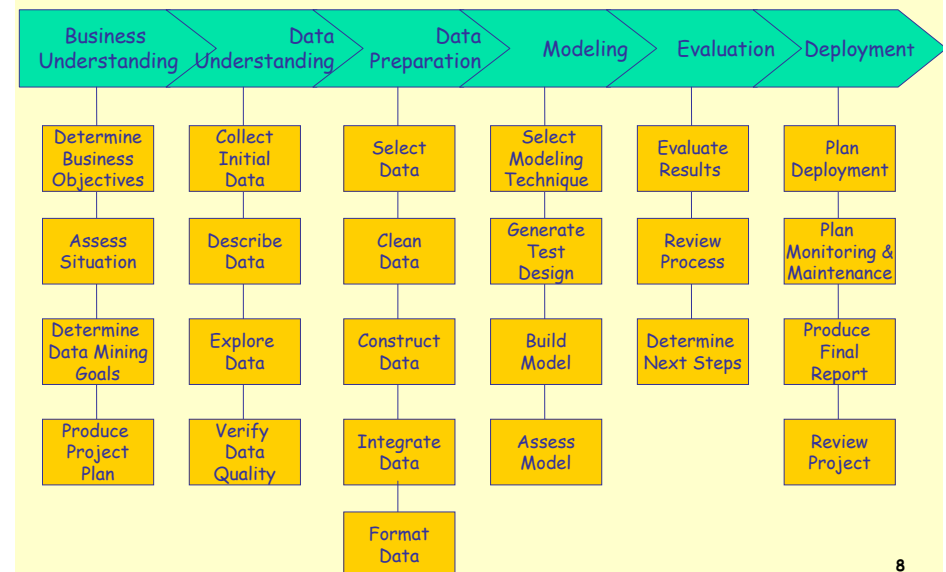 Business
Understanding
Data
Understanding
Data
Preparation
Modeling
Evaluation
Deployment
Determine
Business
Objectives
Assess
Situation
Determine
Data Mining
Goals
Produce
Project
Plan
Collect
Initial
Data
Describe
Data
Explore
Data
Verify
Data
Quality
Select
Data
Clean
Data
Construct
Data
Integrate
Data
Format
Data
Select
Modeling
Technique
Generate
Test
Design
Build
Model
Assess
Model
Evaluate
Results
Review
Process
Determine
Next Steps
Plan
Deployment
Plan
Monitoring &
Maintenance
Produce
Final
Report
Review
Project
8